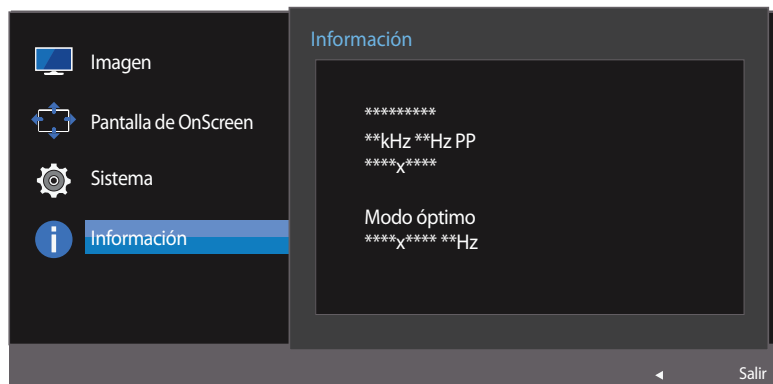 Imagen
Pantalla de OnScreen
Sistema
Información
Información
*********
**kHz **Hz PP
****x****
Modo óptimo
****x**** **Hz
Salir